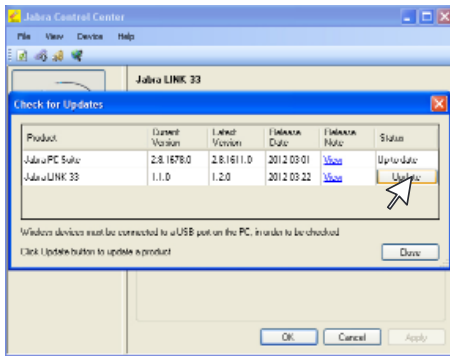 Jabra Control Center
File View Device Help
Jabra LINK 33
Check for Updates
Product Current Version Latest Version Release Date Release Note Status
Jabra PC Suite 2.8.1678.0 2.8.1611.0 2012 03 01 View Up to date
Jabra LINK 33 1.1.0 1.2.0 2012 03 22 View Update
Wireless devices must be connected to a USB port on the PC, in order to be checked
Click Update button to update a product
Close
OK Cancel Apply